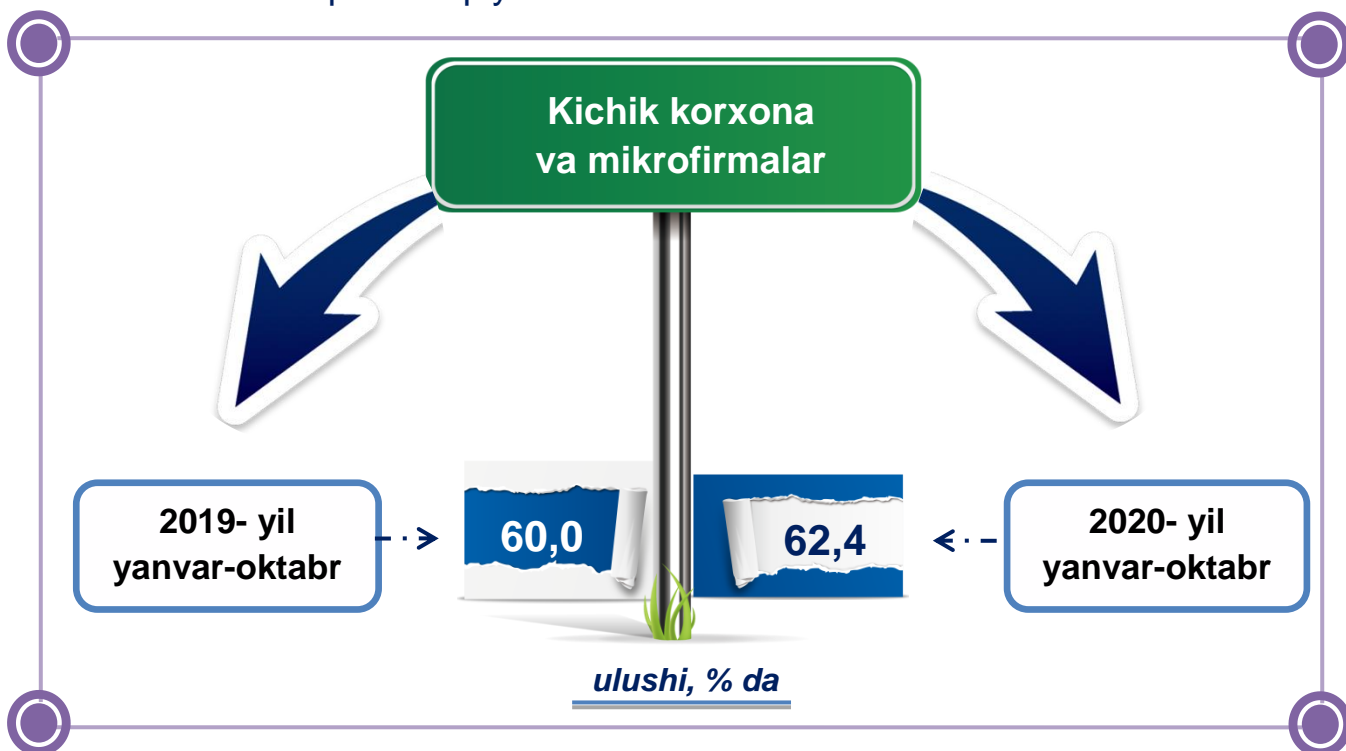 Kichik korxona
va mikrofirmalar
2019- yil
yanvar-oktabr
60,0
62,4
2020- yil
yanvar-oktabr
ulushi, % da